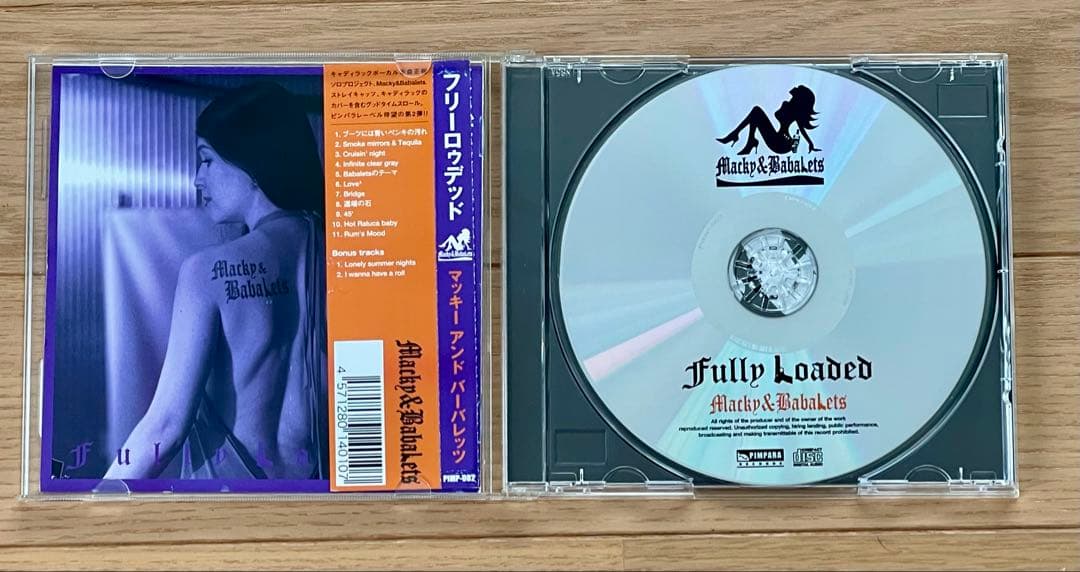 キャディラックボーカル
ソロプロジェクト、Macky&Babalets.
ストレイキャッツ、キャディラックの
カバーを含むグッドタイムスロール。
ピンパラレーベル待望の第2弾!!
1. ブーツには青いペンキの汚れ
2. Smoke mirrors & Tequila
3. Cruisin' night
4. Infinite clear gray
5. Babaletsのテーマ
6. Love³
7. Bridge
8. 道端の石
9. 45'
10. Hot Raluca baby
11. Rum's Mood
Bonus tracks
1. Lonely summer nights
2. I wanna have a roll
4 571280 140107
Macky&BabaLets
フリーロゥデッド
Macky&BabaLets
マッキー アンド バーバレッツ
PIMP-002
Macky&
BabaLets
Fully Lo
Macky&BabaLets
Fully Loaded
Macky&BabaLets
All rights of the producer and of the owner of the work
reproduced reserved. Unauthorized copying, hiring lending, public performance,
broadcasting and making transmittable of this record prohibited.
PIMPARA
RECORDS
COMPACT
disc
DIGITAL AUDIO